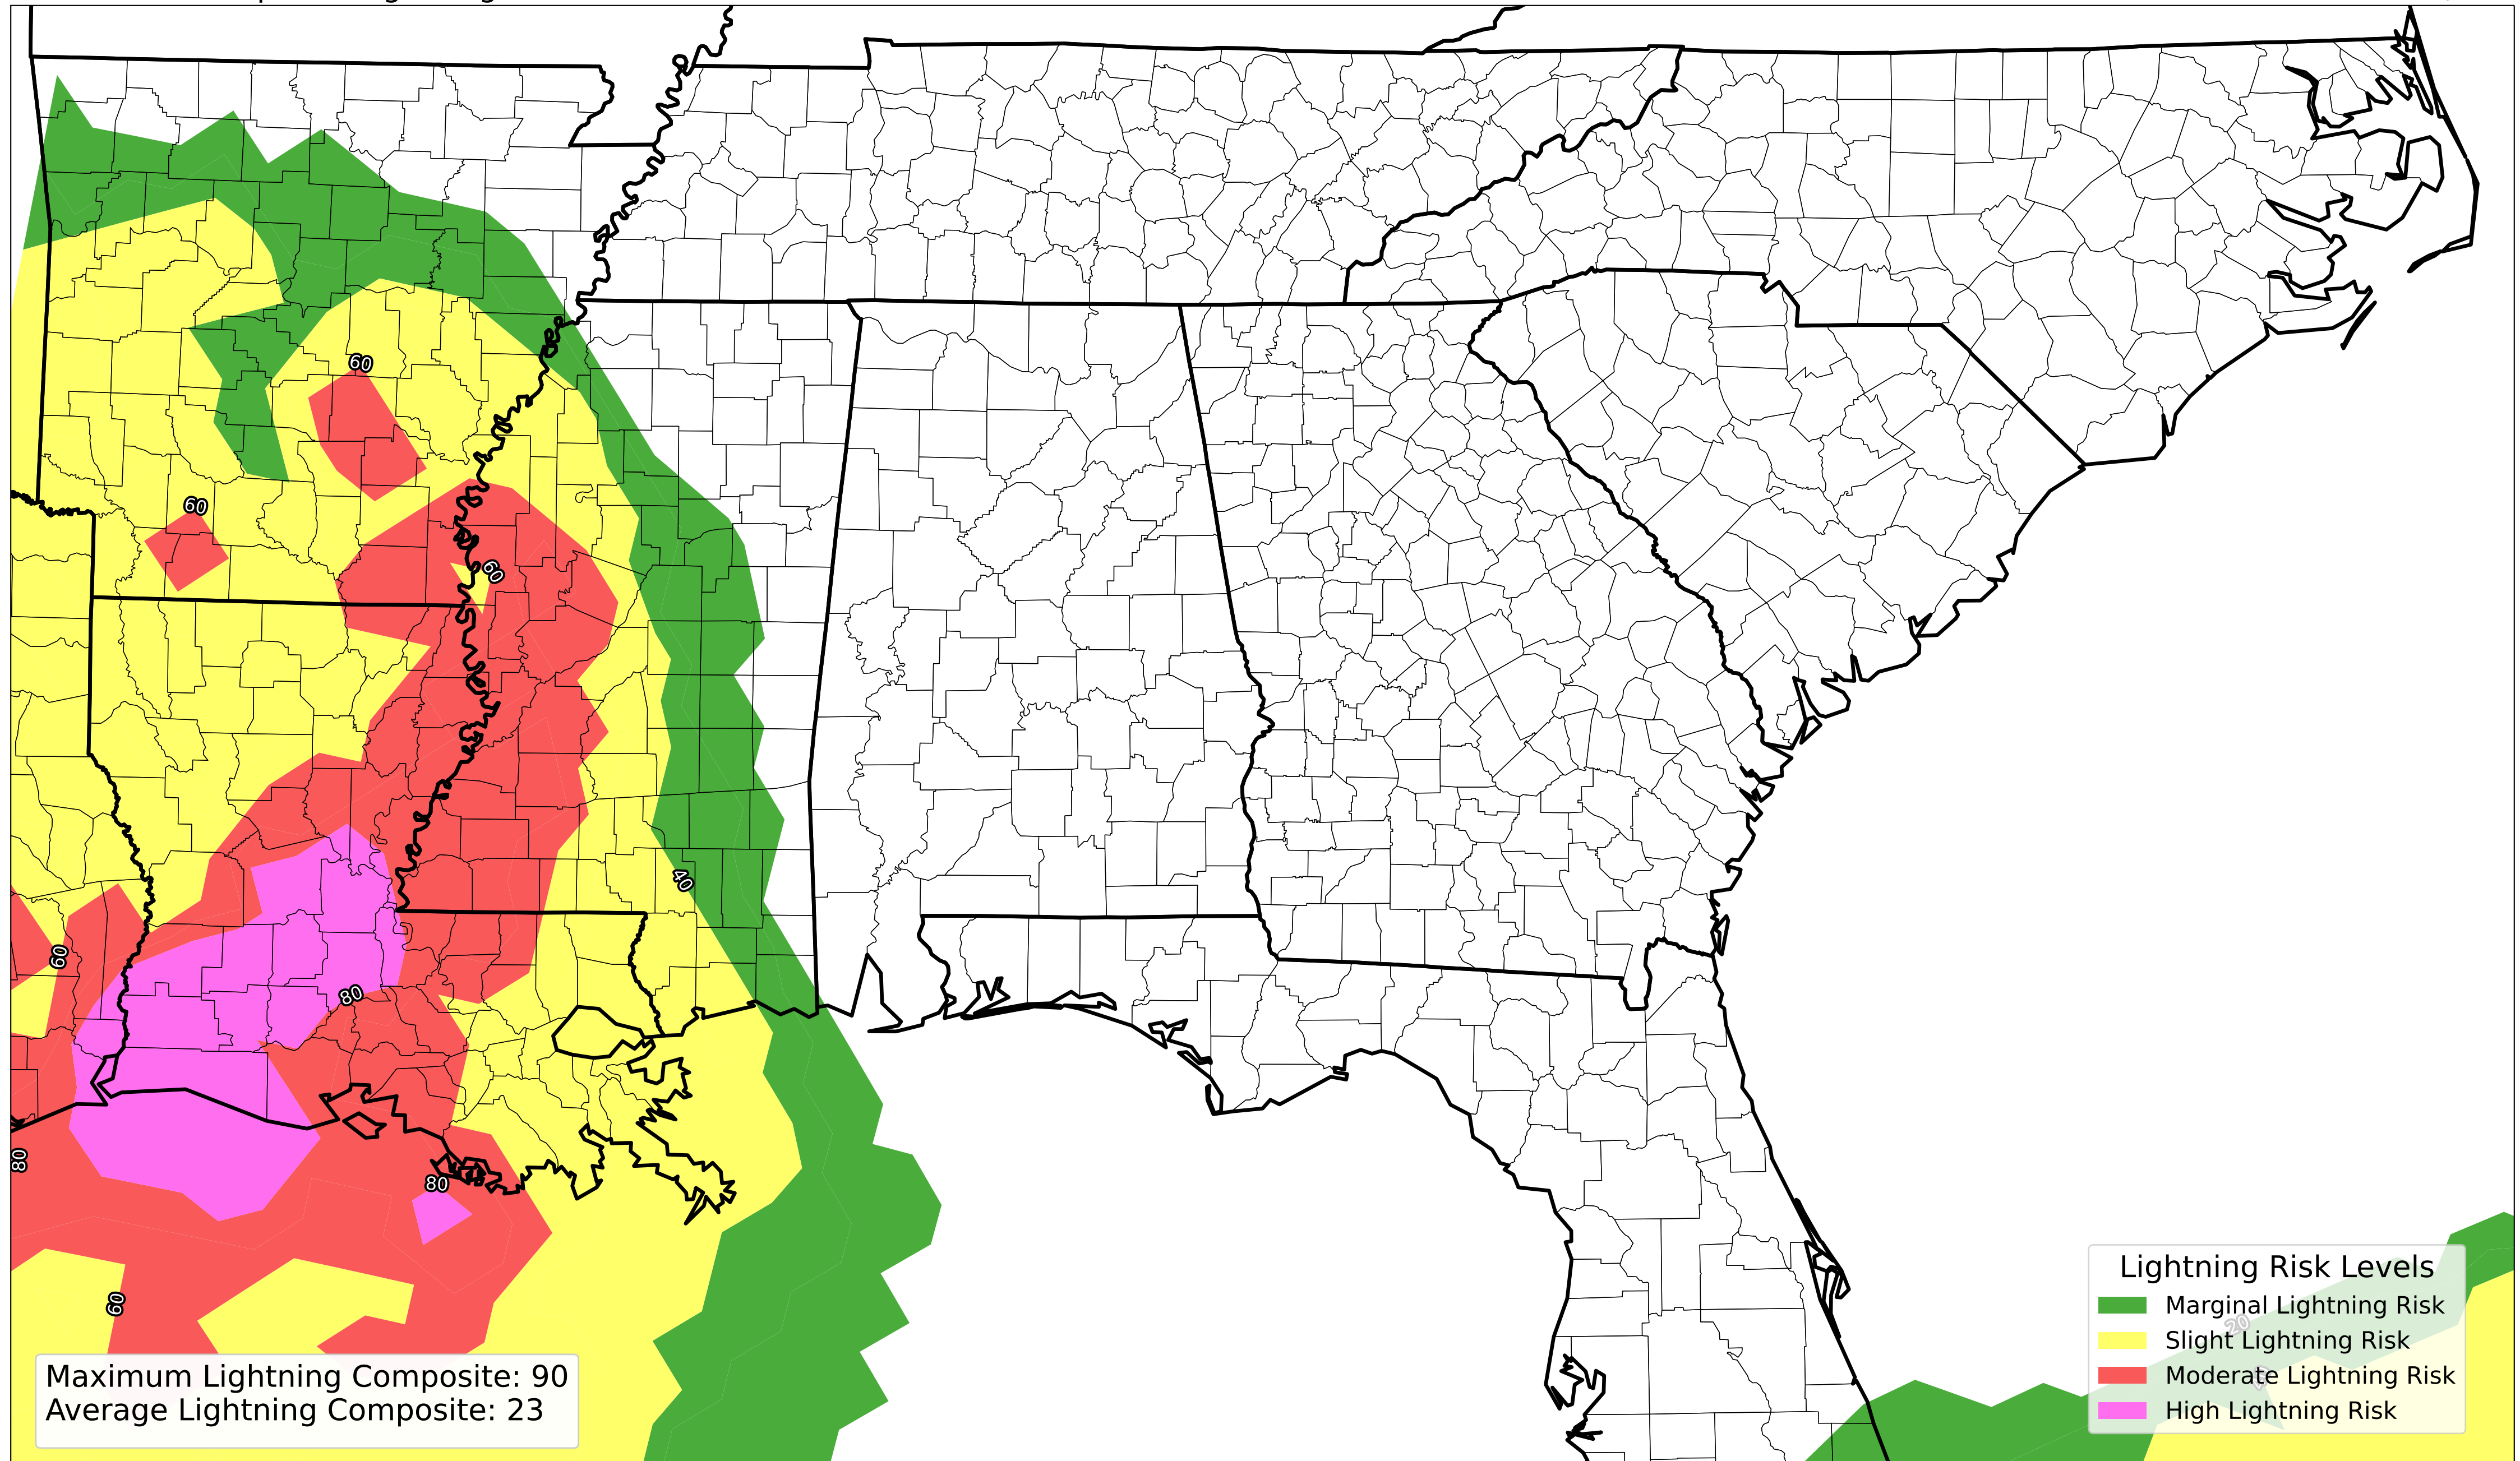 60
60
60
40
60
80
80
80
60
20
Lightning Risk Levels
Marginal Lightning Risk
Slight Lightning Risk
Moderate Lightning Risk
High Lightning Risk
Maximum Lightning Composite: 90
Average Lightning Composite: 23